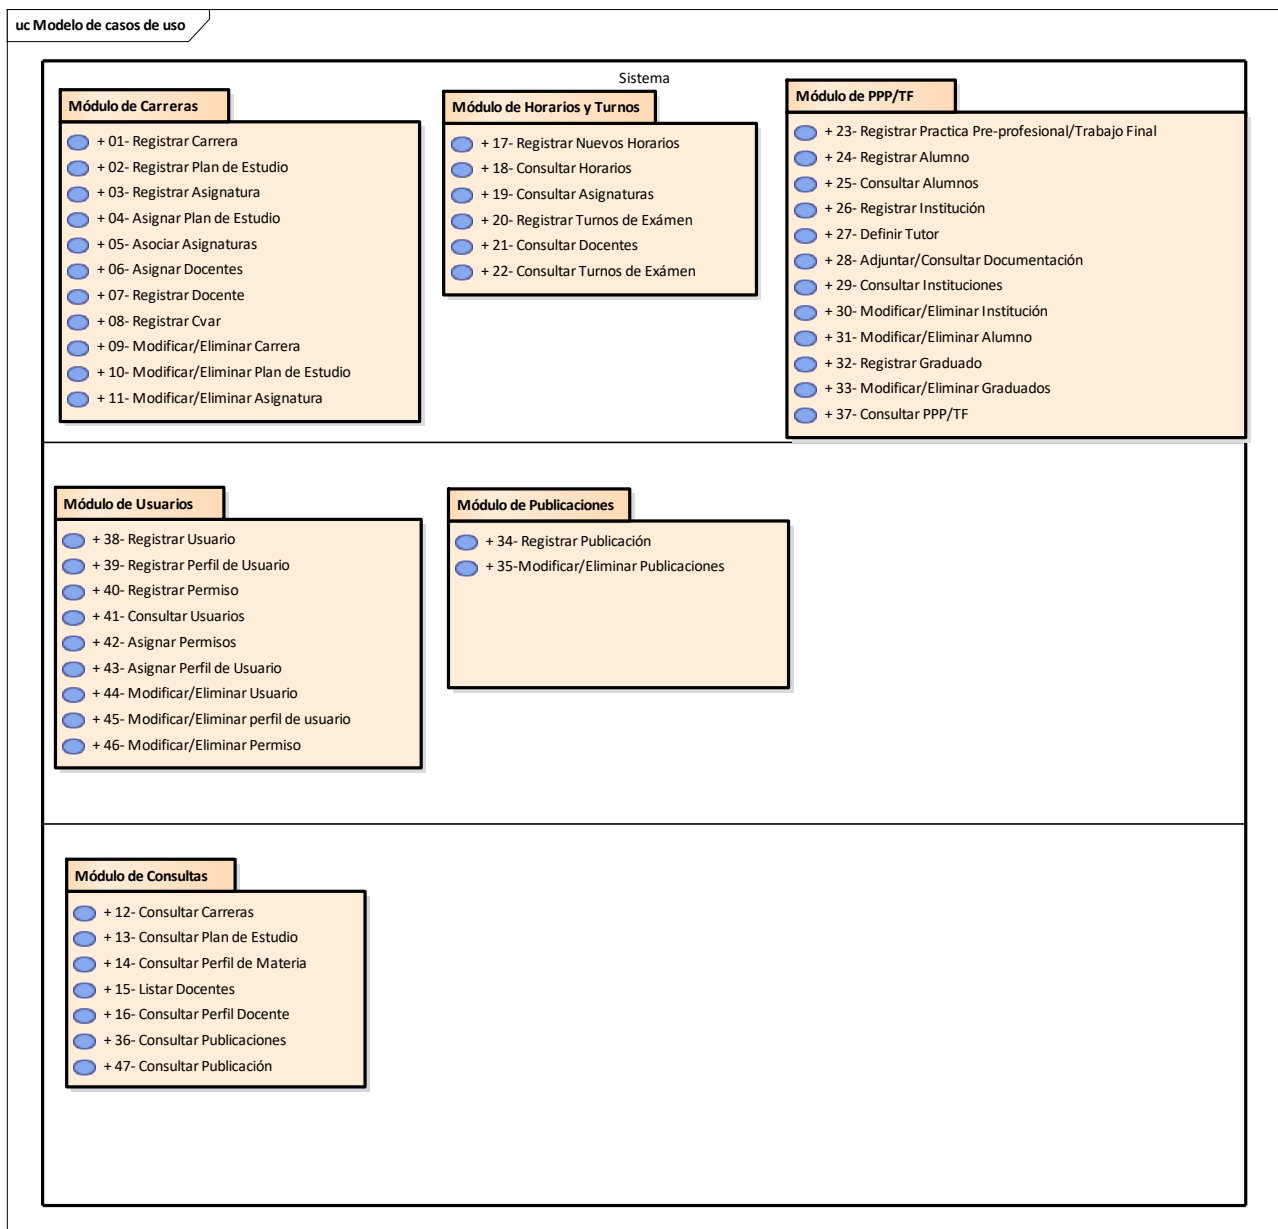 uc Modelo de casos de uso
Sistema
Módulo de Carreras
+ 01- Registrar Carrera
+ 02- Registrar Plan de Estudio
+ 03- Registrar Asignatura
+ 04- Asignar Plan de Estudio
+ 05- Asociar Asignaturas
+ 06- Asignar Docentes
+ 07- Registrar Docente
+ 08- Registrar Cvar
+ 09- Modificar/Eliminar Carrera
+ 10- Modificar/Eliminar Plan de Estudio
+ 11- Modificar/Eliminar Asignatura
Módulo de Horarios y Turnos
+ 17- Registrar Nuevos Horarios
+ 18- Consultar Horarios
+ 19- Consultar Asignaturas
+ 20- Registrar Turnos de Exámen
+ 21- Consultar Docentes
+ 22- Consultar Turnos de Exámen
Módulo de PPP/TF
+ 23- Registrar Practica Pre-profesional/Trabajo Final
+ 24- Registrar Alumno
+ 25- Consultar Alumnos
+ 26- Registrar Institución
+ 27- Definir Tutor
+ 28- Adjuntar/Consultar Documentación
+ 29- Consultar Instituciones
+ 30- Modificar/Eliminar Institución
+ 31- Modificar/Eliminar Alumno
+ 32- Registrar Graduado
+ 33- Modificar/Eliminar Graduados
+ 37- Consultar PPP/TF
Módulo de Usuarios
+ 38- Registrar Usuario
+ 39- Registrar Perfil de Usuario
+ 40- Registrar Permiso
+ 41- Consultar Usuarios
+ 42- Asignar Permisos
+ 43- Asignar Perfil de Usuario
+ 44- Modificar/Eliminar Usuario
+ 45- Modificar/Eliminar perfil de usuario
+ 46- Modificar/Eliminar Permiso
Módulo de Publicaciones
+ 34- Registrar Publicación
+ 35-Modificar/Eliminar Publicaciones
Módulo de Consultas
+ 12- Consultar Carreras
+ 13- Consultar Plan de Estudio
+ 14- Consultar Perfil de Materia
+ 15- Listar Docentes
+ 16- Consultar Perfil Docente
+ 36- Consultar Publicaciones
+ 47- Consultar Publicación